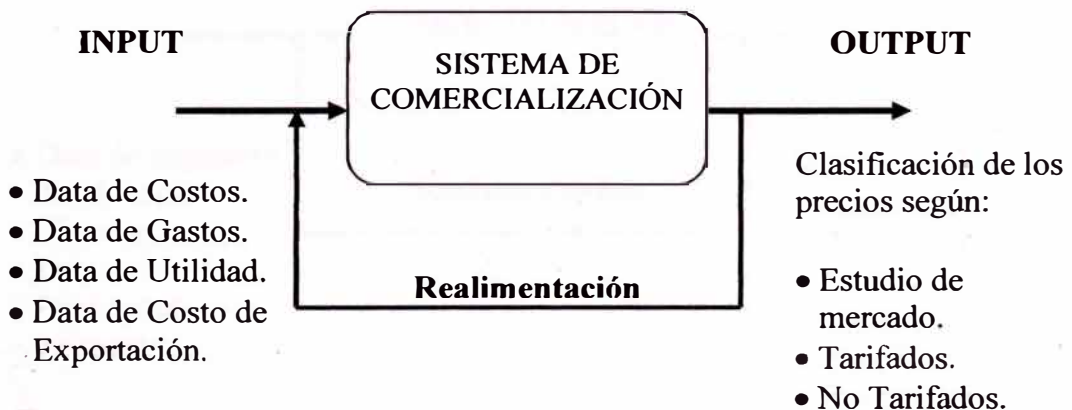 INPUT
SISTEMA DE
COMERCIALIZACIÓN
OUTPUT
• Data de Costos.
• Data de Gastos.
• Data de Utilidad.
• Data de Costo de
Exportación.
Realimentación
Clasificación de los
precios según:
• Estudio de
mercado.
• Tarifados.
• No Tarifados.